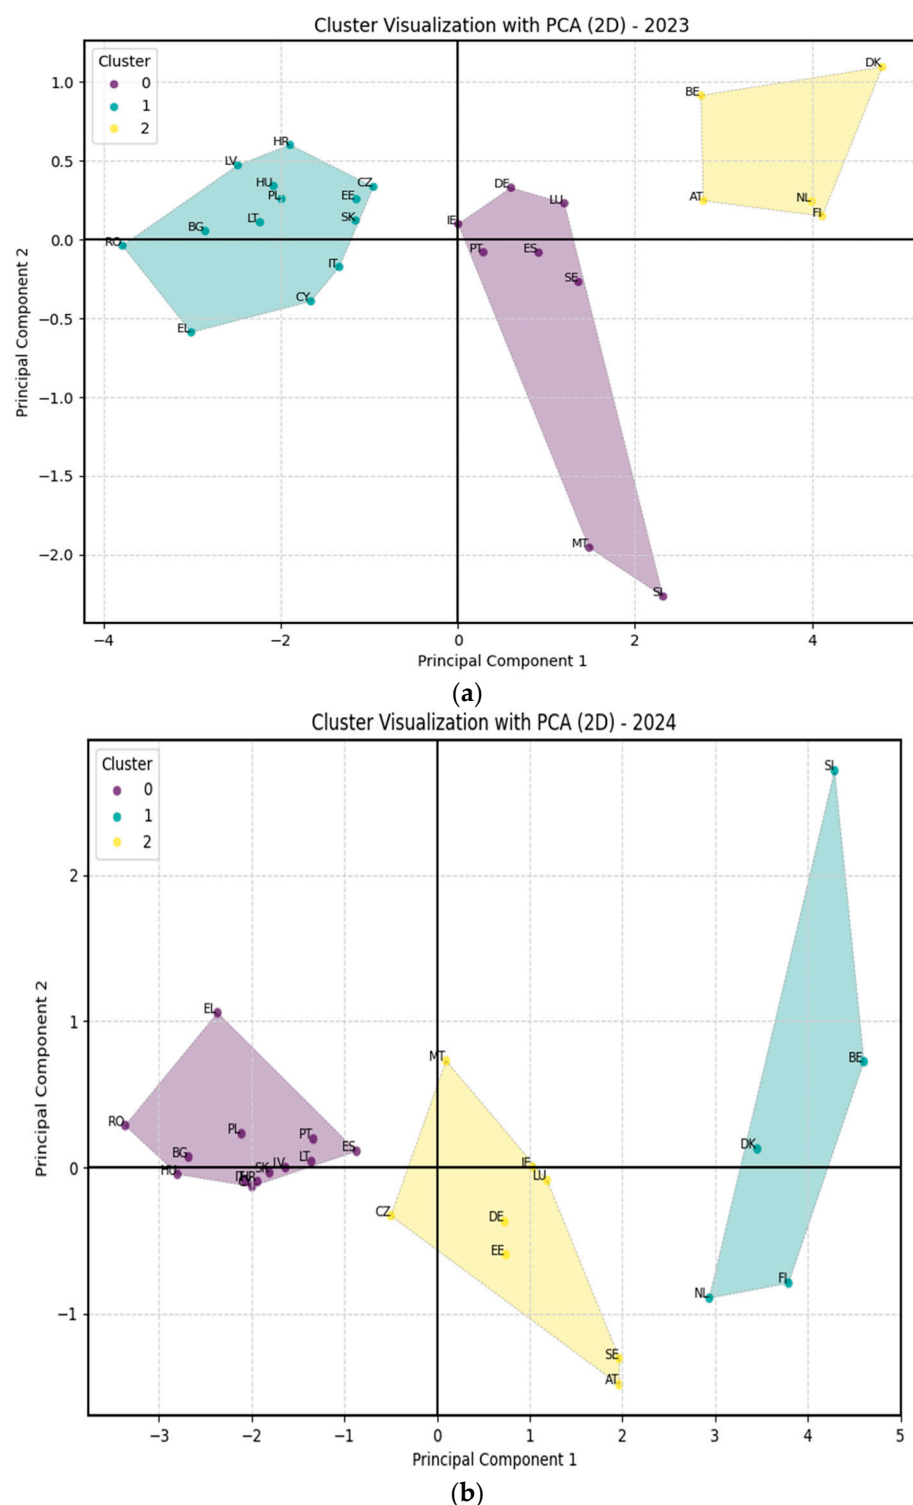 Cluster Visualization with PCA (2D) - 2023
Cluster
0
1
2
1.0
0.5
0.0
−0.5
−1.0
−1.5
−2.0
Principal Component 2
DK
BE
AT
NL
FI
HR
LV
HU
PL
CZ
EE
SK
LT
BG
RO
IT
CY
EL
DE
LU
IE
PT
ES
SE
MT
SI
−4
−2
0
2
4
Principal Component 1
(a)
Cluster Visualization with PCA (2D) - 2024
Cluster
0
1
2
2
1
0
−1
Principal Component 2
SI
EL
MT
BE
RO
PL
PT
ES
DK
BG
LT
LV
IE
HU
SK
HR
LU
CZ
DE
EE
FI
NL
SE
AT
−3
−2
−1
0
1
2
3
4
5
Principal Component 1
(b)